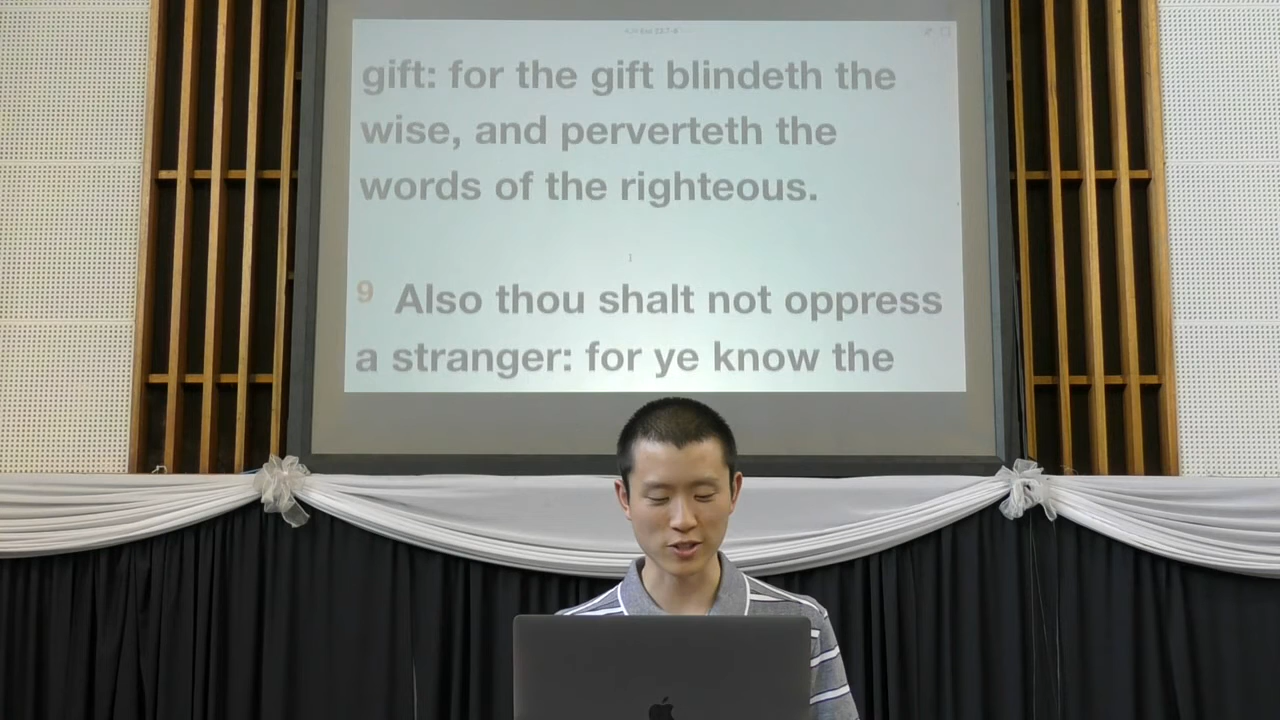 gift: for the gift blindeth the
wise, and perverteth the
words of the righteous.
9 Also thou shalt not oppress
a stranger: for ye know the